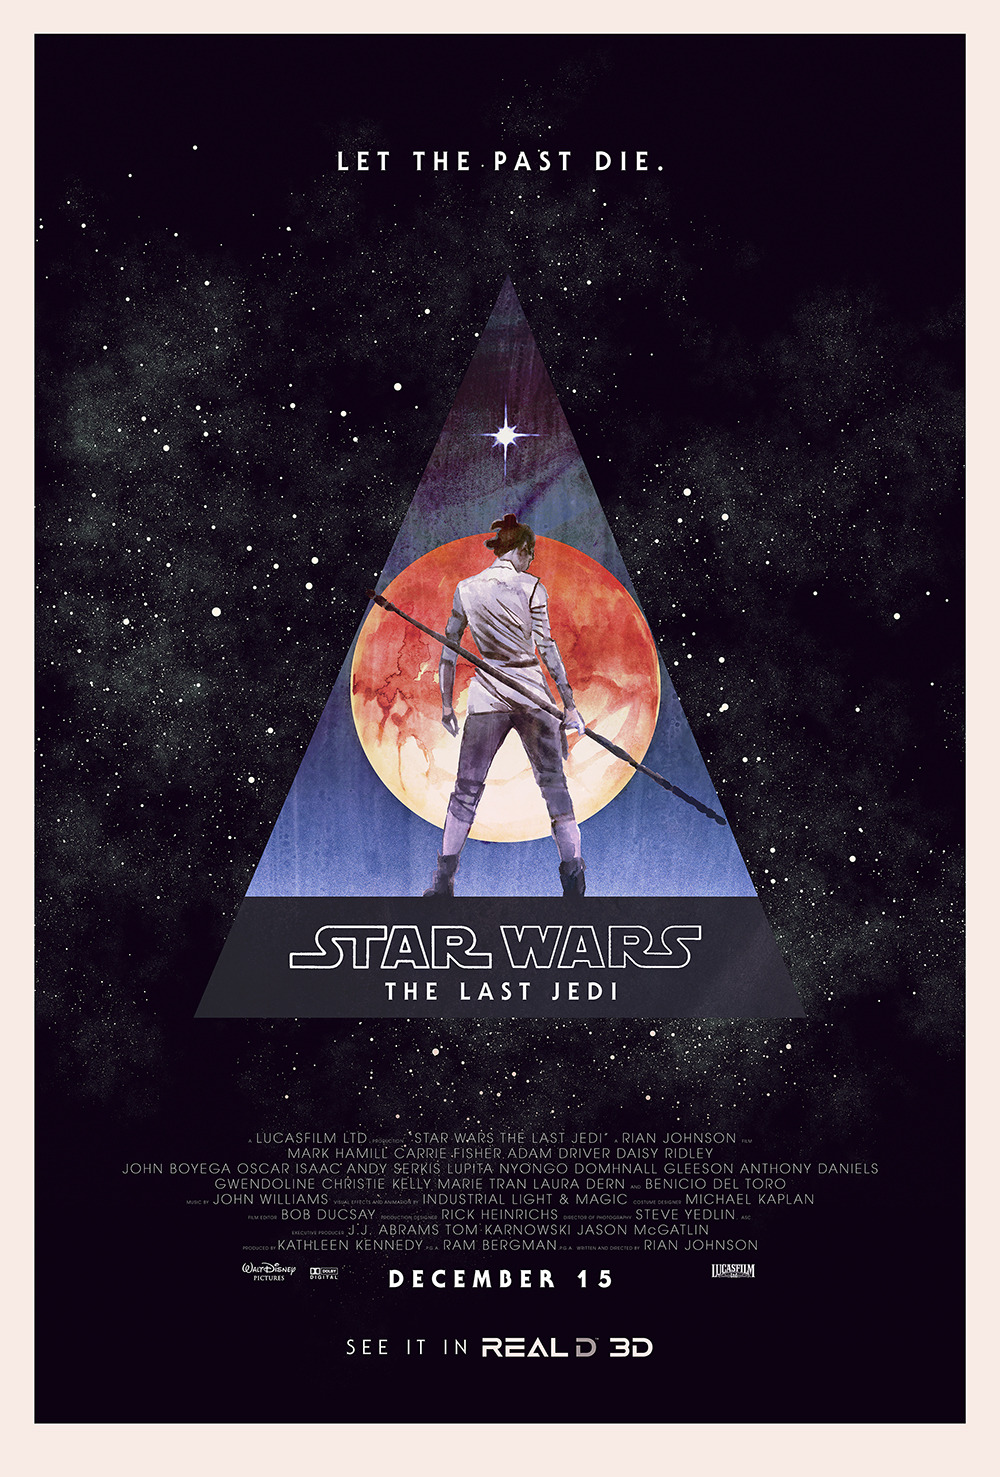 LET THE PAST DIE.
STAR WARS
THE LAST JEDI
A LUCASFILM LTD PRODUCTION "STAR WARS THE LAST JEDI" A RIAN JOHNSON FILM
MARK HAMILL CARRIE FISHER ADAM DRIVER DAISY RIDLEY
JOHN BOYEGA OSCAR ISAAC ANDY SERKIS LUPITA NYONGO DOMHNALL GLEESON ANTHONY DANIELS
GWENDOLINE CHRISTIE KELLY MARIE TRAN LAURA DERN AND BENICIO DEL TORO
MUSIC BY JOHN WILLIAMS VISUAL EFFECTS AND ANIMATION BY INDUSTRIAL LIGHT & MAGIC COSTUME DESIGNER MICHAEL KAPLAN
FILM EDITOR BOB DUCSAY PRODUCTION DESIGNER RICK HEINRICHS DIRECTOR OF PHOTOGRAPHY STEVE YEDLIN, ASC
EXECUTIVE PRODUCER J.J. ABRAMS TOM KARNOWSKI JASON McGATLIN
PRODUCED BY KATHLEEN KENNEDY P.G.A. RAM BERGMAN P.G.A. WRITTEN AND DIRECTED BY RIAN JOHNSON
WALT DISNEY PICTURES
DOLBY DIGITAL
DECEMBER 15
LUCASFILM LTD
SEE IT IN REAL D™ 3D